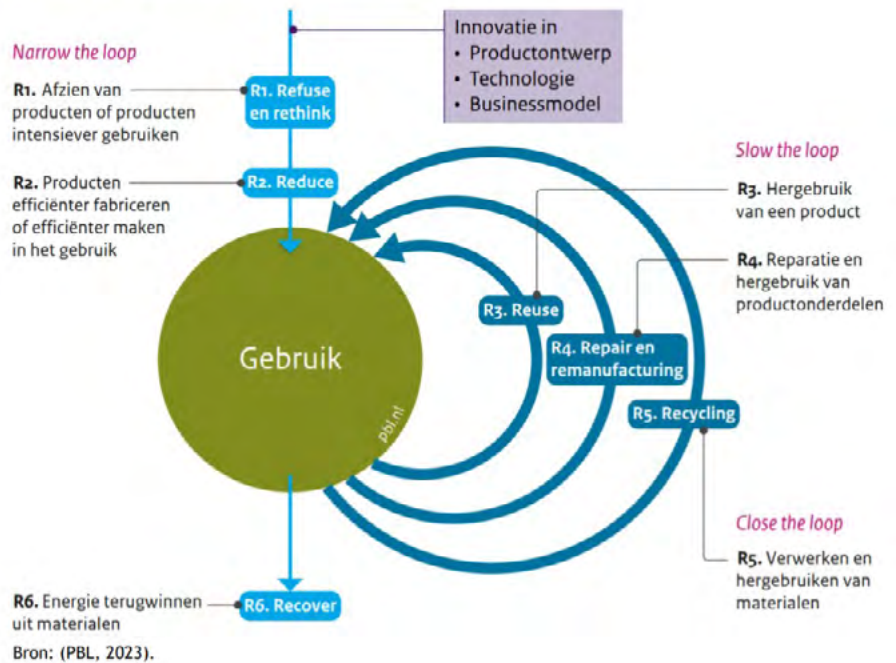 Innovatie in
• Productontwerp
• Technologie
• Businessmodel
Narrow the loop
R1. Afzien van
producten of producten
intensiever gebruiken
R1. Refuse
en rethink
R2. Producten
efficiënter fabriceren
of efficiënter maken
in het gebruik
R2. Reduce
Slow the loop
R3. Hergebruik
van een product
R4. Reparatie en
hergebruik van
productonderdelen
R3. Reuse
R4. Repair en
remanufacturing
R5. Recycling
Gebruik
pbl.nl
Close the loop
R5. Verwerken en
hergebruiken van
materialen
R6. Energie terugwinnen
uit materialen
R6. Recover
Bron: (PBL, 2023).